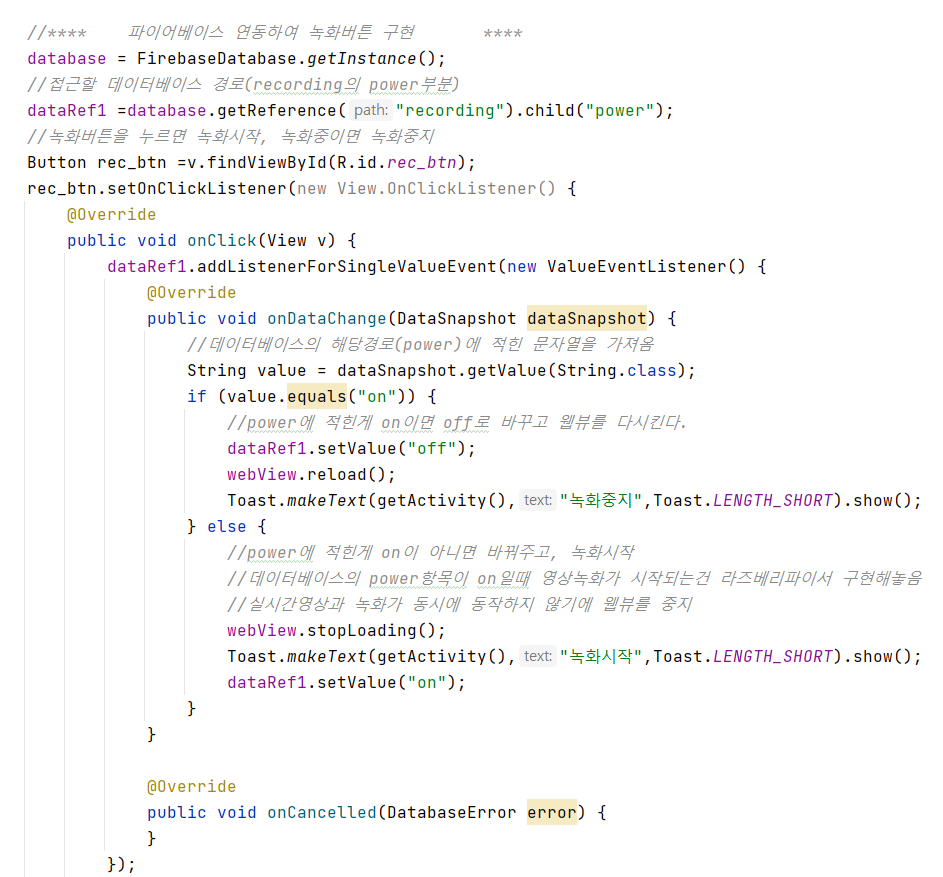 //****    파이어베이스 연동하여 녹화버튼 구현       ****
database = FirebaseDatabase.getInstance();
//접근할 데이터베이스 경로(recording의 power부분)
dataRef1 =database.getReference( path: "recording").child("power");
//녹화버튼을 누르면 녹화시작, 녹화중이면 녹화중지
Button rec_btn =v.findViewById(R.id.rec_btn);
rec_btn.setOnClickListener(new View.OnClickListener() {
    @Override
    public void onClick(View v) {
        dataRef1.addListenerForSingleValueEvent(new ValueEventListener() {
            @Override
            public void onDataChange(DataSnapshot dataSnapshot) {
                //데이터베이스의 해당경로(power)에 적힌 문자열을 가져옴
                String value = dataSnapshot.getValue(String.class);
                if (value.equals("on")) {
                    //power에 적힌게 on이면 off로 바꾸고 웹뷰를 다시킨다.
                    dataRef1.setValue("off");
                    webView.reload();
                    Toast.makeText(getActivity(), text: "녹화중지",Toast.LENGTH_SHORT).show();
                } else {
                    //power에 적힌게 on이 아니면 바꿔주고, 녹화시작
                    //데이터베이스의 power항목이 on일때 영상녹화가 시작되는건 라즈베리파이서 구현해놓음
                    //실시간영상과 녹화가 동시에 동작하지 않기에 웹뷰를 중지
                    webView.stopLoading();
                    Toast.makeText(getActivity(), text: "녹화시작",Toast.LENGTH_SHORT).show();
                    dataRef1.setValue("on");
                }
            }

            @Override
            public void onCancelled(DatabaseError error) {
            }
        });